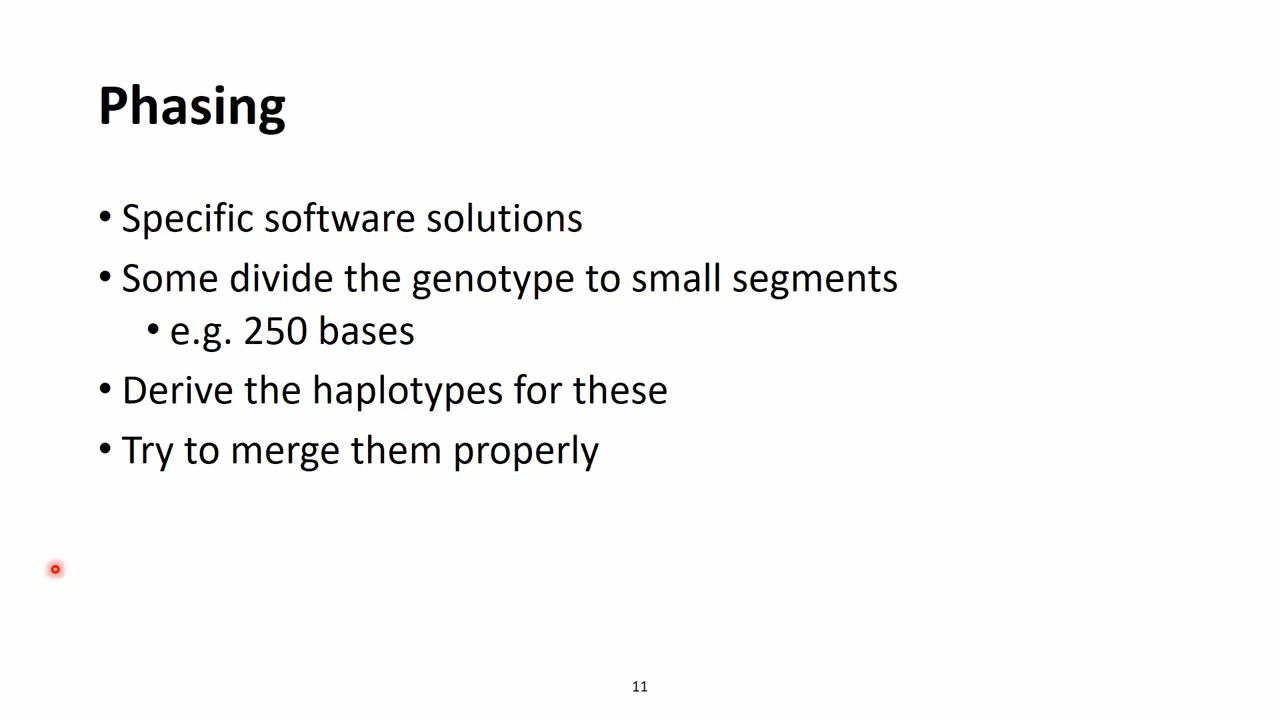 Phasing
• Specific software solutions
• Some divide the genotype to small segments
• e.g. 250 bases
• Derive the haplotypes for these
• Try to merge them properly
11